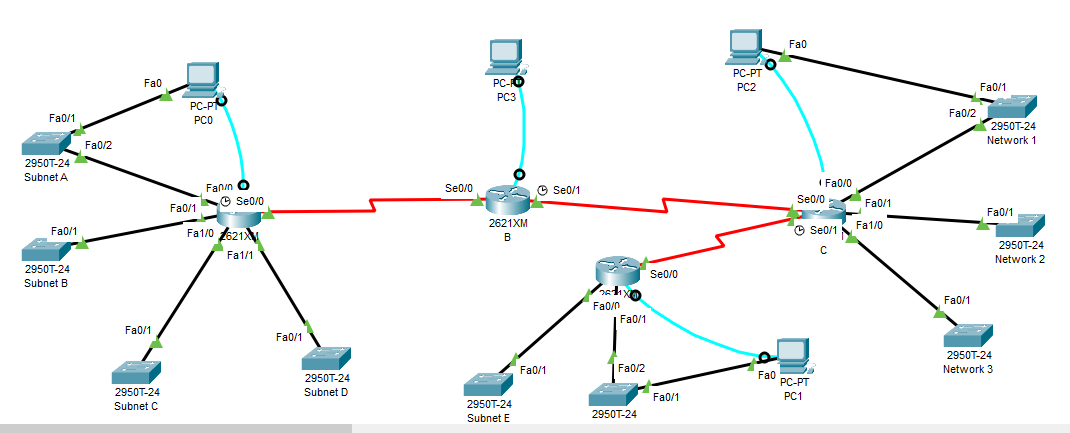 Fa0
PC-PT
PC0
Fa0/1
Fa0/2
2950T-24
Subnet A
Fa0/1
2950T-24
Subnet B
Fa0/0
Se0/0
Fa0/1
Fa1/0
2621XM
Fa1/1
Fa0/1
2950T-24
Subnet C
Fa0/1
2950T-24
Subnet D
PC3
Se0/0
Se0/1
2621XM
B
Fa0
PC-PT
PC2
Fa0/1
Fa0/2
2950T-24
Network 1
Fa0/0
Se0/0
Fa0/1
Fa1/0
Se0/1
C
Fa0/1
2950T-24
Network 2
Fa0/1
2950T-24
Network 3
Se0/0
Fa0/0
Fa0/1
Fa0/1
2950T-24
Subnet E
Fa0/2
Fa0/1
2950T-24
Fa0
PC-PT
PC1